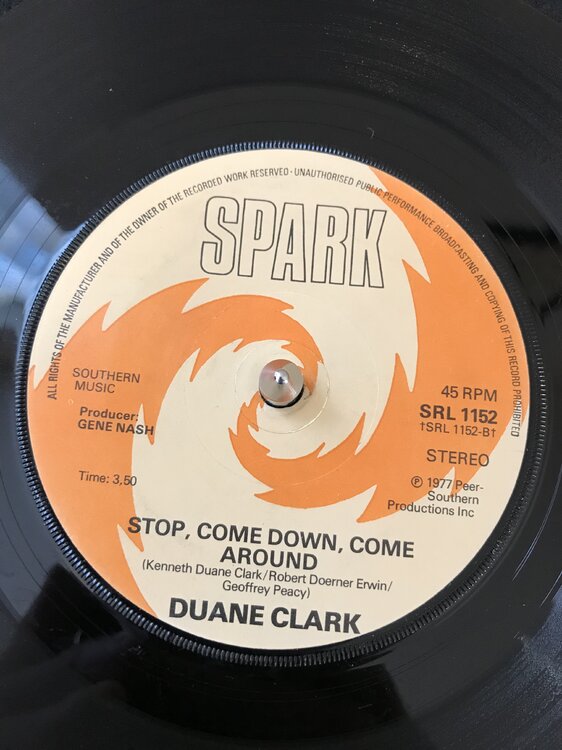 ALL RIGHTS OF THE MANUFACTURER AND OF THE OWNER OF THE RECORDED WORK RESERVED · UNAUTHORISED PUBLIC PERFORMANCE BROADCASTING AND COPYING OF THIS RECORD PROHIBITED
SPARK
SOUTHERN
MUSIC
Producer:
GENE NASH
Time: 3,50
45 RPM
SRL 1152
†SRL 1152-B†
STEREO
Ⓟ 1977 Peer-
Southern
Productions Inc
STOP, COME DOWN, COME
AROUND
(Kenneth Duane Clark/Robert Doerner Erwin/
Geoffrey Peacy)
DUANE CLARK